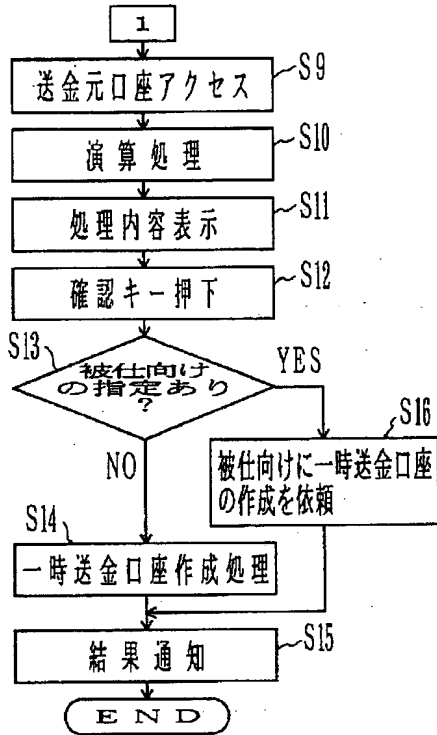 1
送金元口座アクセス
S9
演算処理
S10
処理内容表示
S11
確認キー押下
S12
S13
被仕向け
の指定あり
?
YES
NO
S16
被仕向けに一時送金口座
の作成を依頼
S14
一時送金口座作成処理
結果通知
S15
END